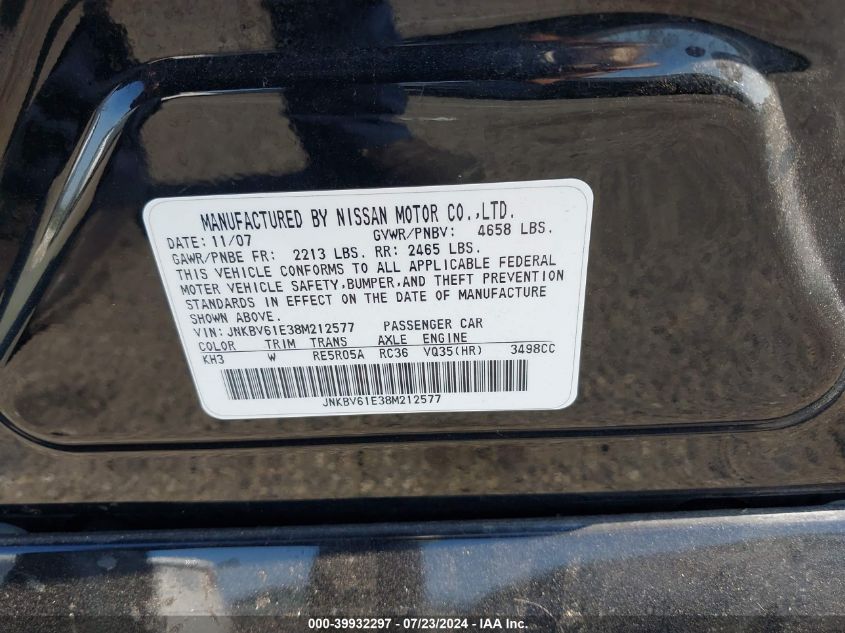 MANUFACTURED BY NISSAN MOTOR CO.,LTD.
DATE: 11/07 GVWR/PNBV: 4658 LBS.
GAWR/PNBE FR: 2213 LBS. RR: 2465 LBS.
THIS VEHICLE CONFORMS TO ALL APPLICABLE FEDERAL
MOTOR VEHICLE SAFETY,BUMPER,AND THEFT PREVENTION
STANDARDS IN EFFECT ON THE DATE OF MANUFACTURE
SHOWN ABOVE.
VIN: JNKBV61E38M212577 PASSENGER CAR
COLOR TRIM TRANS AXLE ENGINE
KH3 W RE5R05A RC36 VQ35(HR) 3498CC
JNKBV61E38M212577
000-39932297 - 07/23/2024 - IAA Inc.